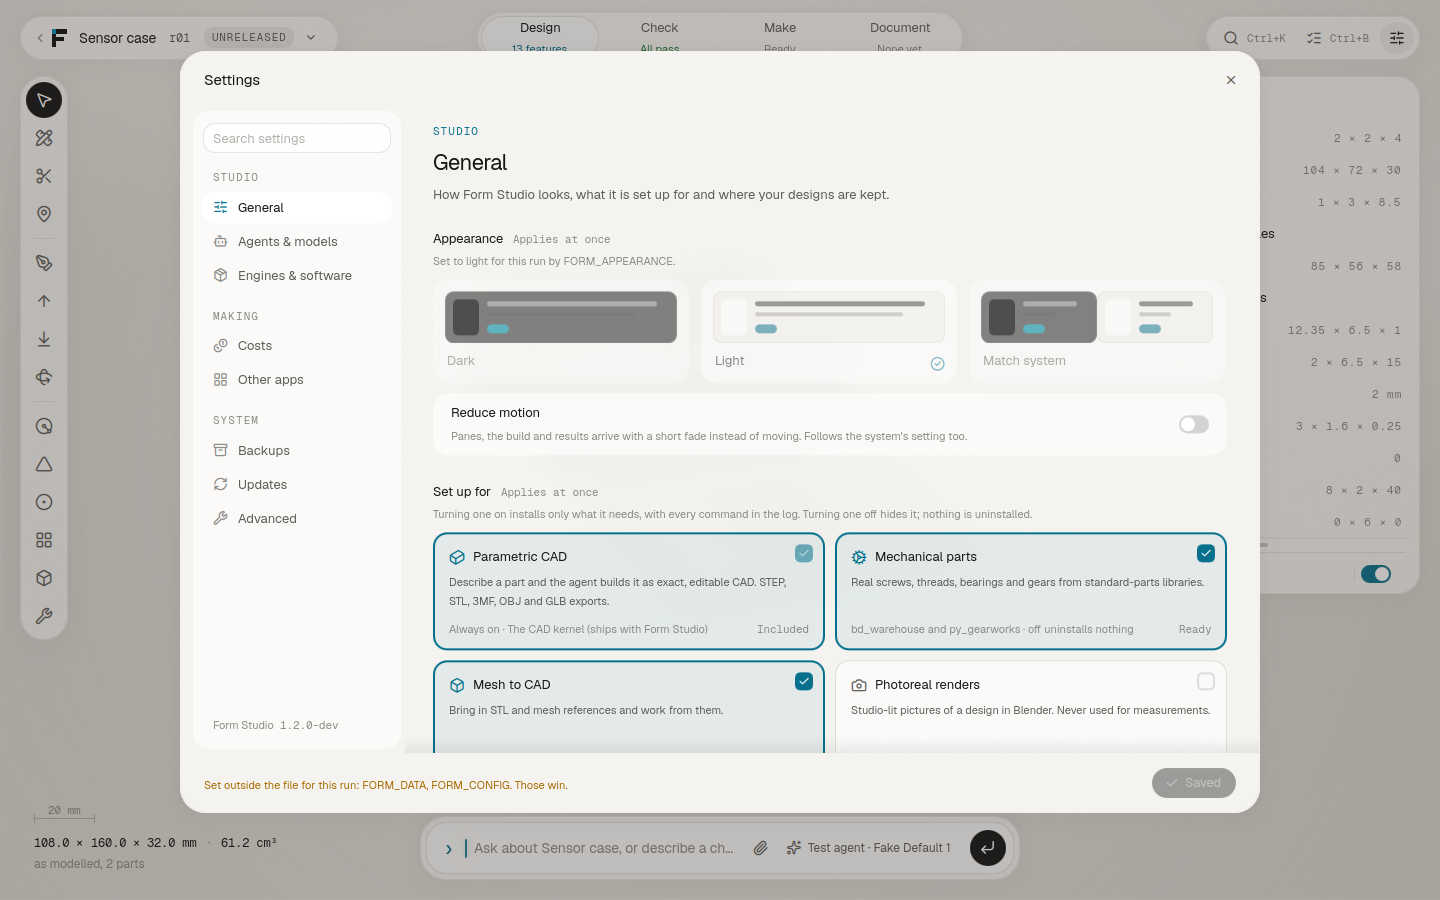 Sensor case r01 UNRELEASED
Design
13 features
Check
All pass
Make
Ready
Document
None yet
Ctrl+K
Ctrl+B
Settings
Search settings
STUDIO
General
Agents & models
Engines & software
MAKING
Costs
Other apps
SYSTEM
Backups
Updates
Advanced
Form Studio 1.2.0-dev
STUDIO
General
How Form Studio looks, what it is set up for and where your designs are kept.
Appearance Applies at once
Set to light for this run by FORM_APPEARANCE.
Dark
Light
Match system
Reduce motion
Panes, the build and results arrive with a short fade instead of moving. Follows the system's setting too.
Set up for Applies at once
Turning one on installs only what it needs, with every command in the log. Turning one off hides it; nothing is uninstalled.
Parametric CAD
Describe a part and the agent builds it as exact, editable CAD. STEP,
STL, 3MF, OBJ and GLB exports.
Always on · The CAD kernel (ships with Form Studio) Included
Mechanical parts
Real screws, threads, bearings and gears from standard-parts libraries.
bd_warehouse and py_gearworks · off uninstalls nothing Ready
Mesh to CAD
Bring in STL and mesh references and work from them.
Photoreal renders
Studio-lit pictures of a design in Blender. Never used for measurements.
Set outside the file for this run: FORM_DATA, FORM_CONFIG. Those win.
Saved
2 × 2 × 4
104 × 72 × 30
1 × 3 × 8.5
es
85 × 56 × 58
s
12.35 × 6.5 × 1
2 × 6.5 × 15
2 mm
3 × 1.6 × 0.25
0
8 × 2 × 40
0 × 6 × 0
20 mm
108.0 × 160.0 × 32.0 mm · 61.2 cm³
as modelled, 2 parts
Ask about Sensor case, or describe a ch...
Test agent · Fake Default 1